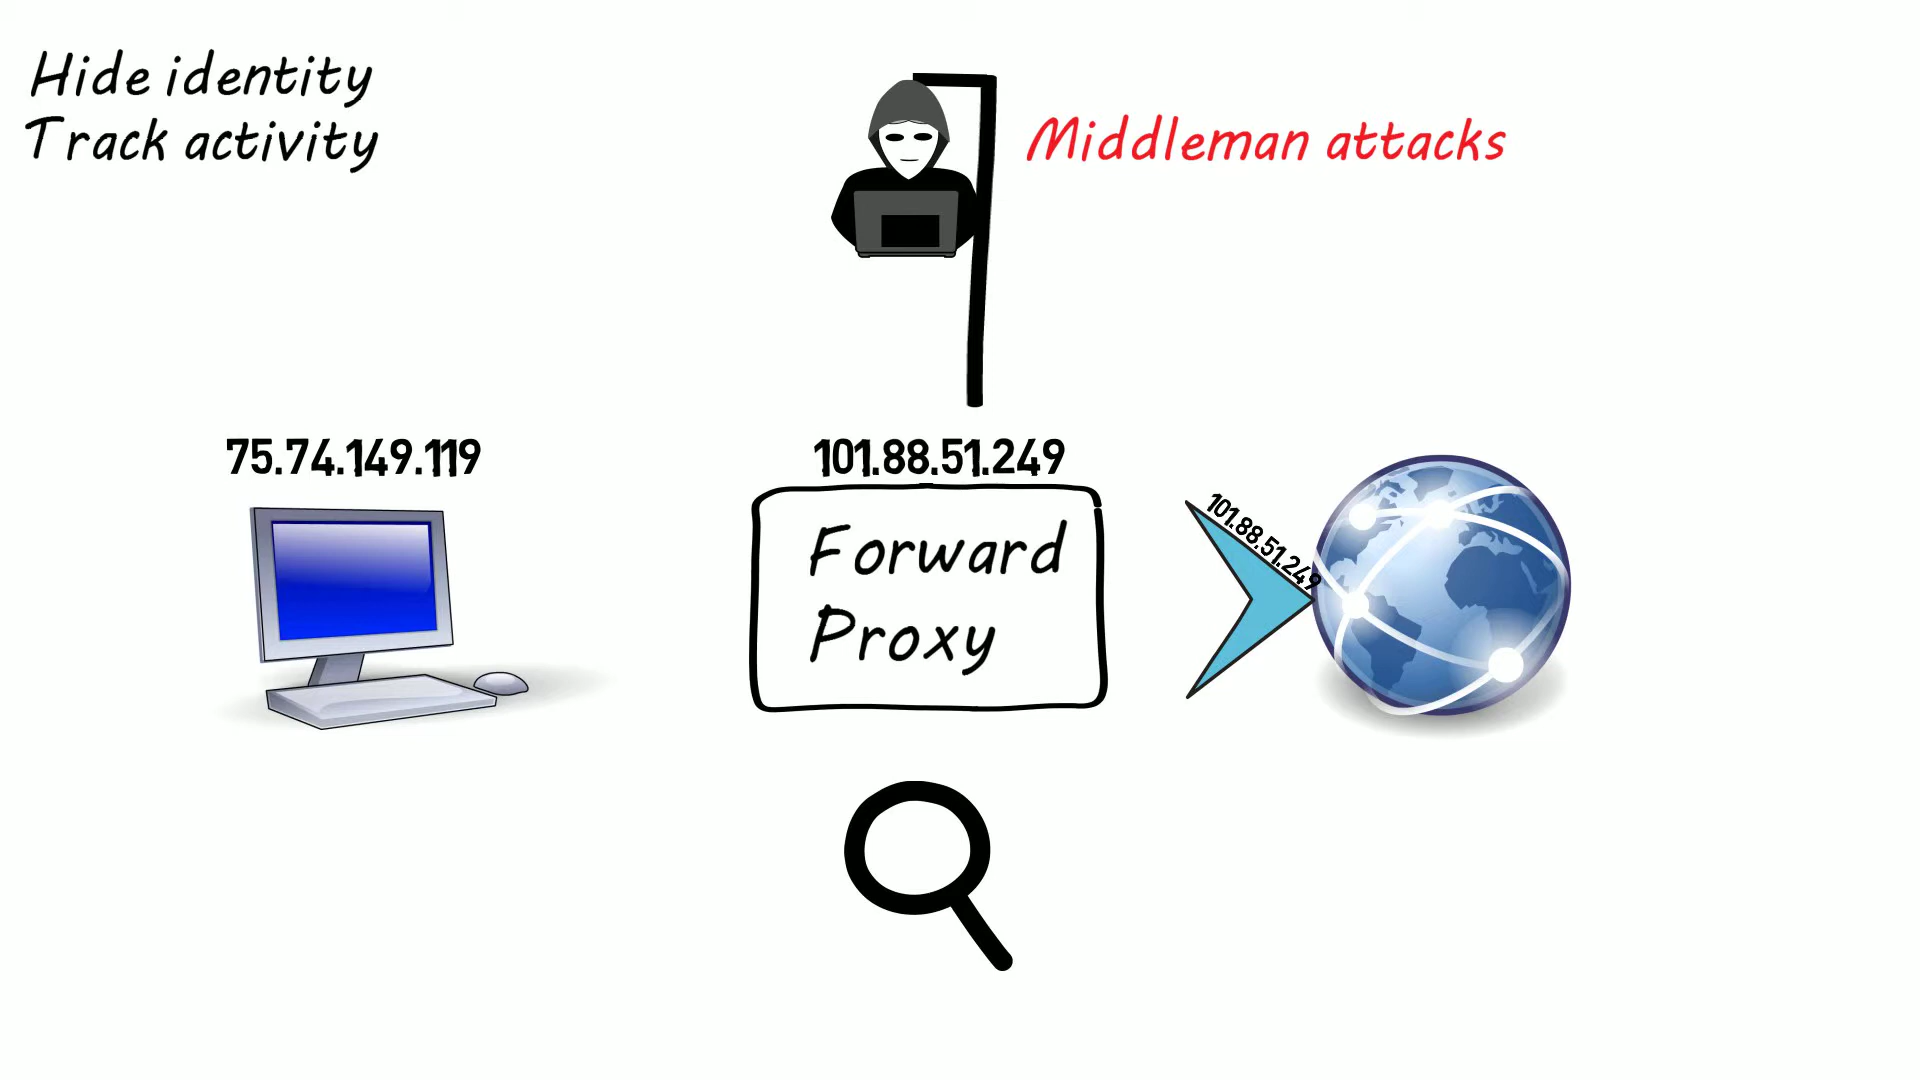 Hide identity
Track activity
Middleman attacks
75.74.149.119
101.88.51.249
Forward
Proxy
101.88.51.249